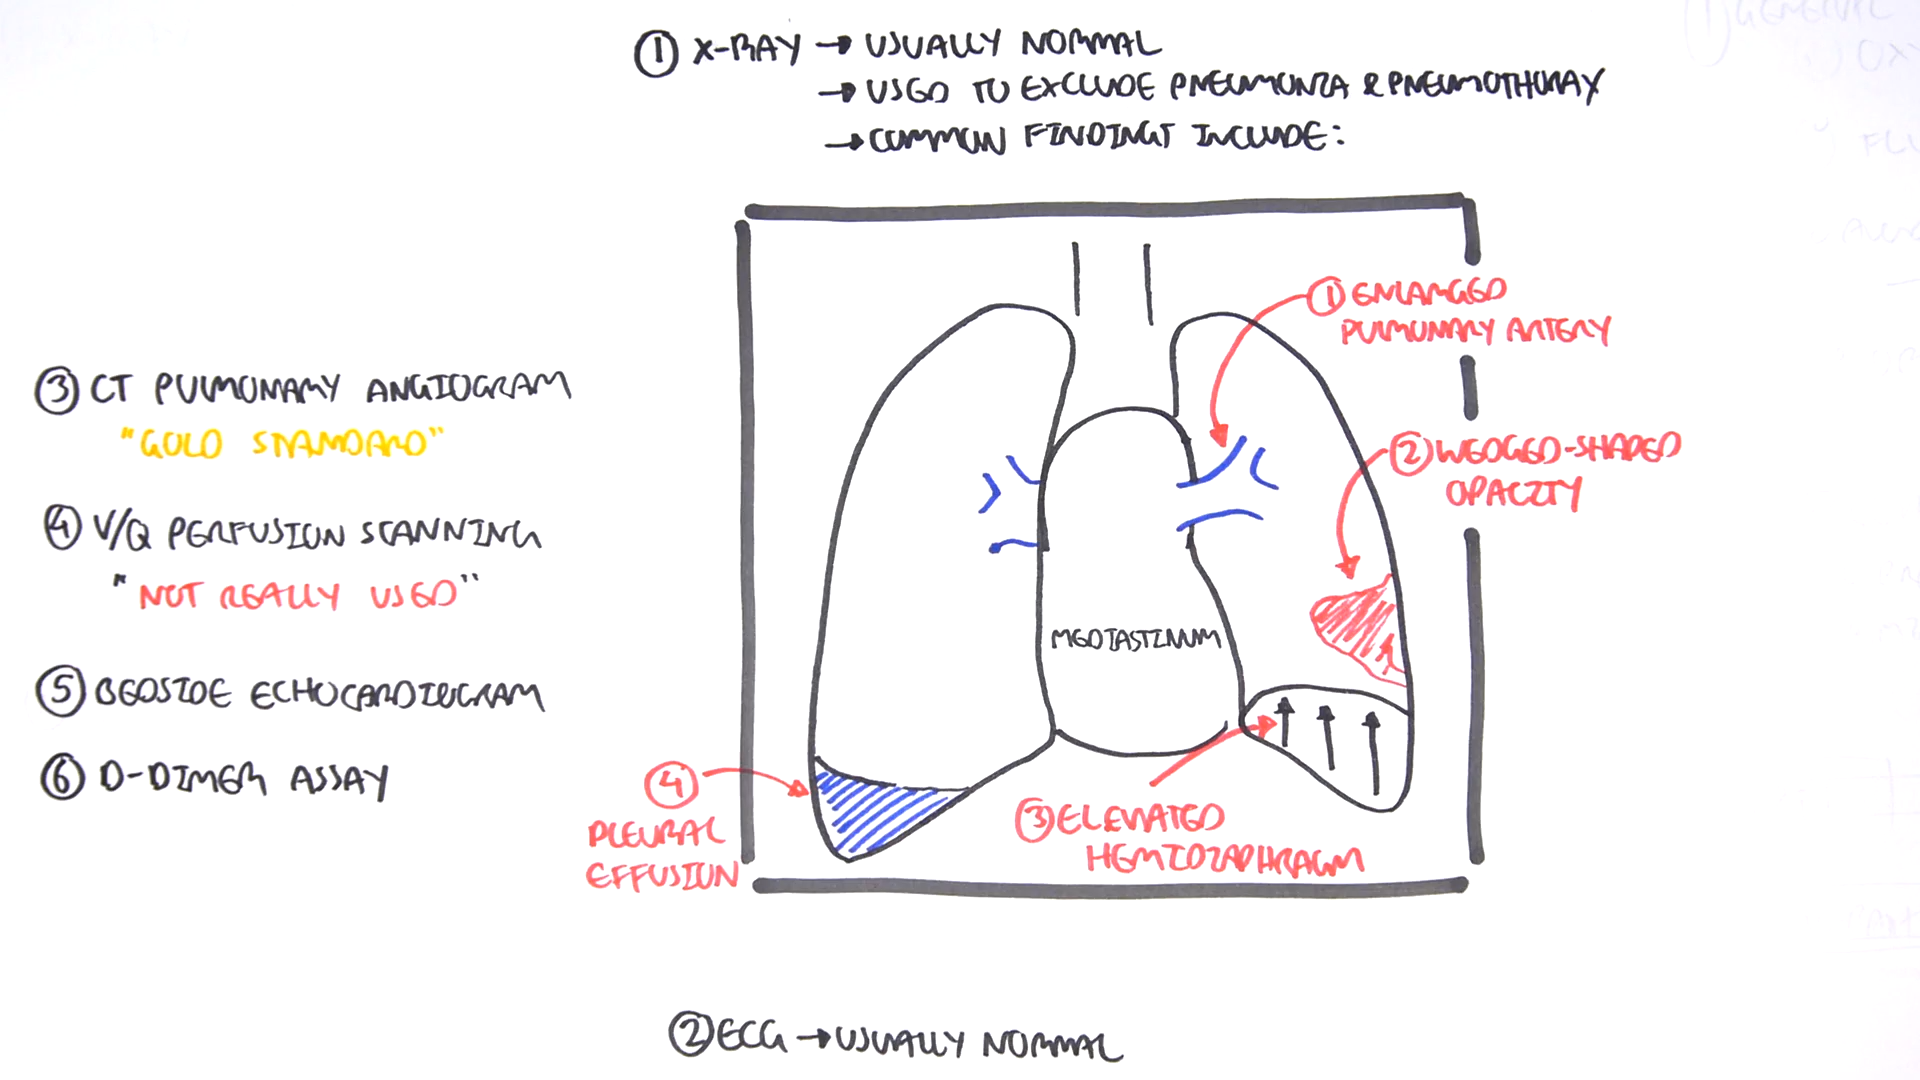 ① X-RAY → USUALLY NORMAL
→ USED TO EXCLUDE PNEUMONIA & PNEUMOTHORAX
→ COMMON FINDINGS INCLUDE:
① ENLARGED
PULMONARY ARTERY
③ CT PULMONARY ANGIOGRAM
"GOLD STANDARD"
② WEDGED-SHAPED
OPACITY
④ V/Q PERFUSION SCANNING
"NOT REALLY USED"
MEDIASTINUM
⑤ BEDSIDE ECHOCARDIOGRAM
⑥ D-DIMER ASSAY
④
PLEURAL
EFFUSION
③ ELEVATED
HEMIDIAPHRAGM
② ECG → USUALLY NORMAL